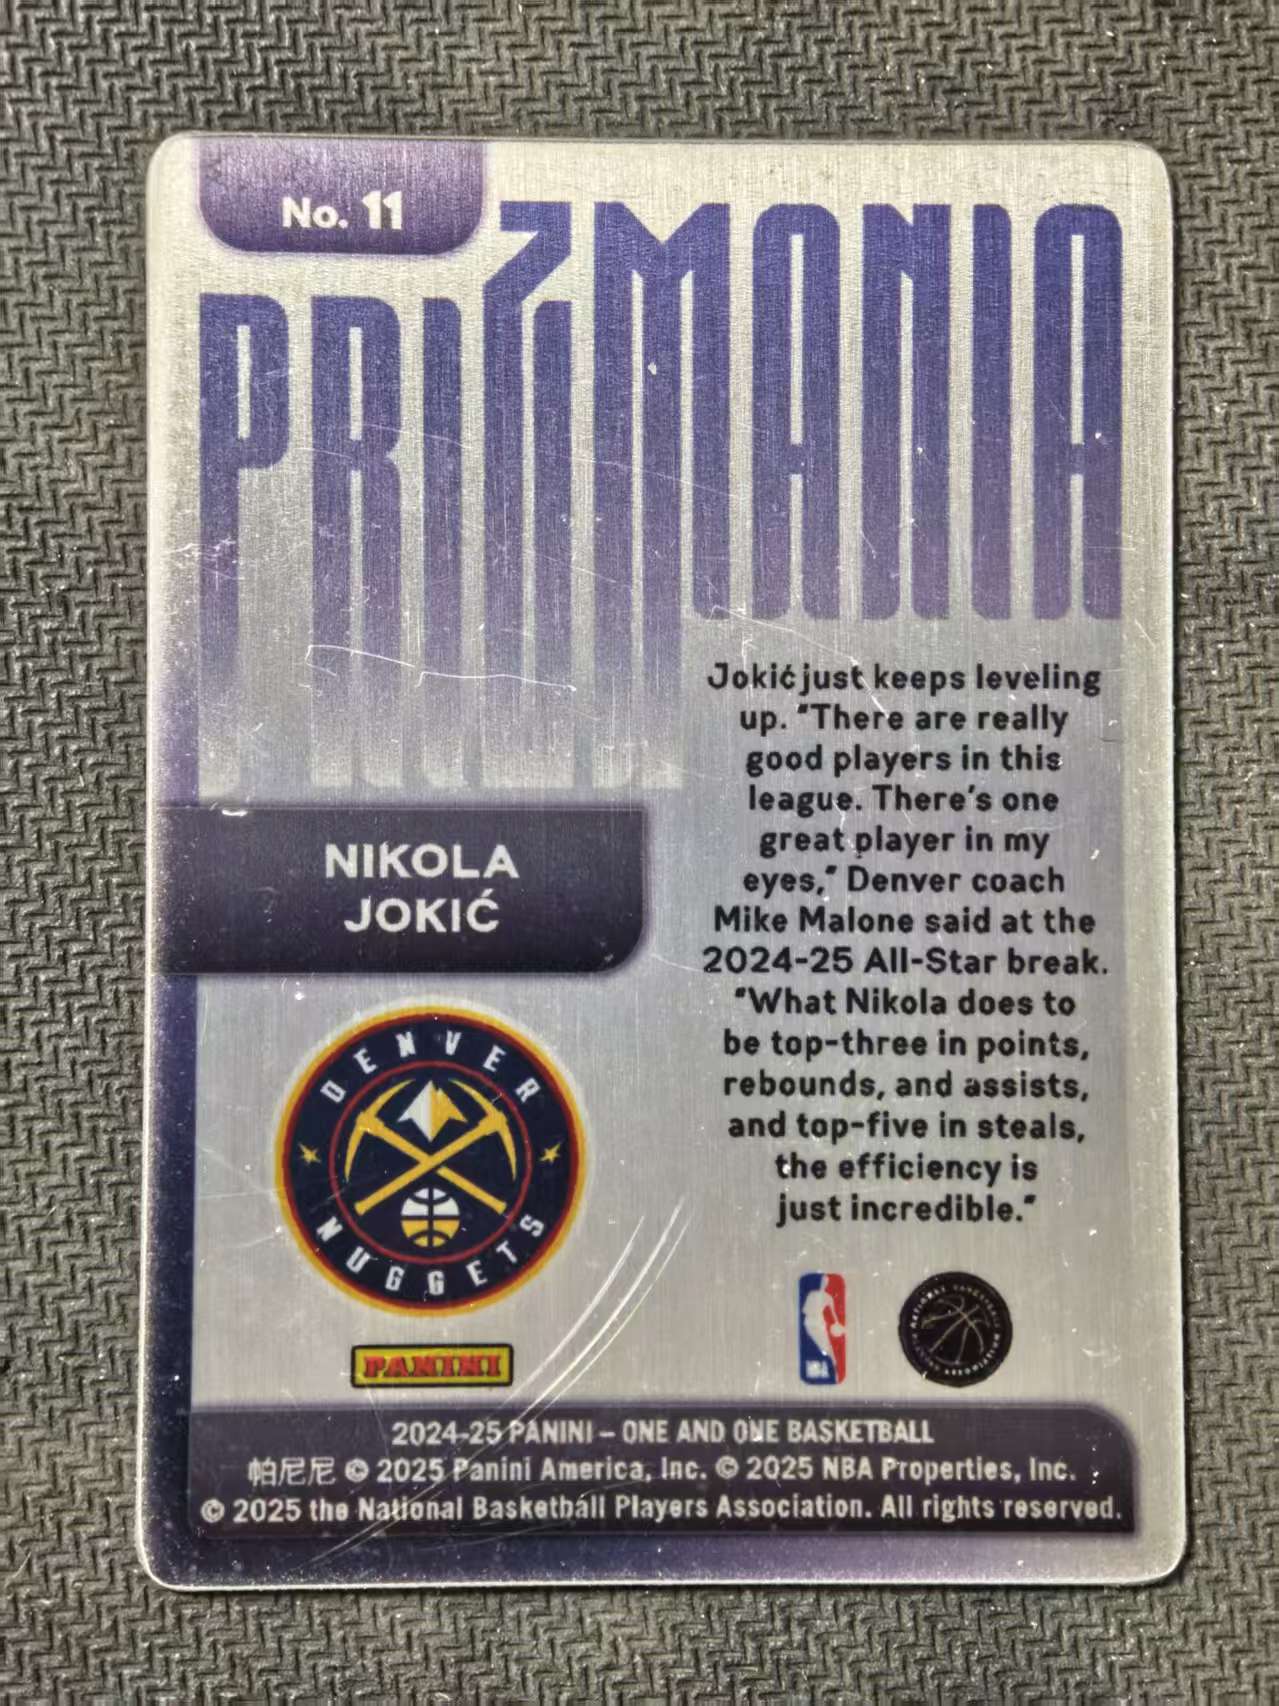 No. 11
PRIZMANIA
Jokić just keeps leveling
up. "There are really
good players in this
league. There's one
great player in my
eyes," Denver coach
Mike Malone said at the
2024-25 All-Star break.
"What Nikola does to
be top-three in points,
rebounds, and assists,
and top-five in steals,
the efficiency is
just incredible."
NIKOLA
JOKIĆ
DENVER
NUGGETS
PANINI
NBA
2024-25 PANINI – ONE AND ONE BASKETBALL
帕尼尼 © 2025 Panini America, Inc. © 2025 NBA Properties, Inc.
© 2025 the National Basketball Players Association. All rights reserved.